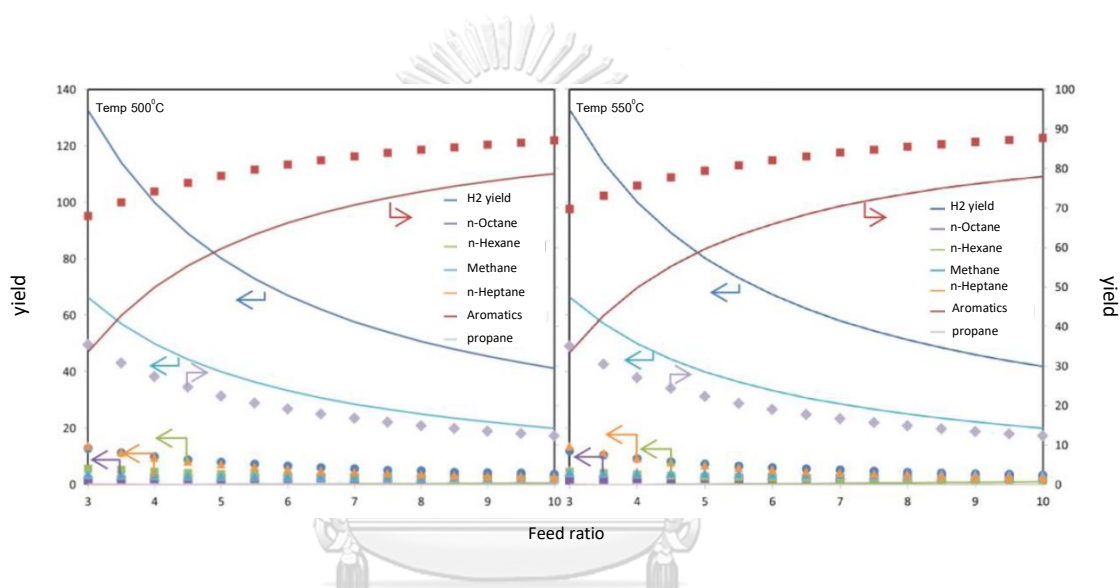 140
120
100
80
60
40
20
0
Temp 500⁰C
H2 yield
n-Octane
n-Hexane
Methane
n-Heptane
Aromatics
propane
3 4 5 6 7 8 9 10
yield
Temp 550⁰C
H2 yield
n-Octane
n-Hexane
Methane
n-Heptane
Aromatics
propane
3 4 5 6 7 8 9 10
100
90
80
70
60
50
40
30
20
10
0
yield
Feed ratio